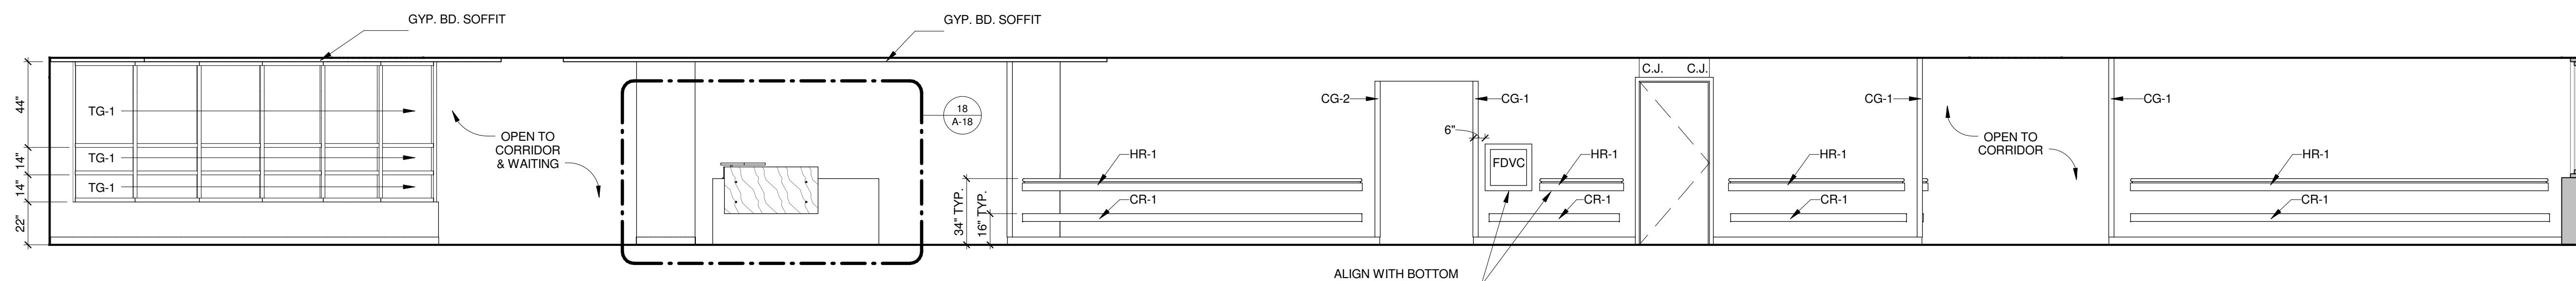 GYP. BD. SOFFIT
GYP. BD. SOFFIT
44"
14"
14"
22"
TG-1
TG-1
TG-1
OPEN TO
CORRIDOR
& WAITING
18
A-18
34" TYP.
16" TYP.
HR-1
CR-1
CG-2
CG-1
6"
FDVC
HR-1
CR-1
ALIGN WITH BOTTOM
C.J.
C.J.
HR-1
CR-1
CG-1
OPEN TO
CORRIDOR
CG-1
HR-1
CR-1